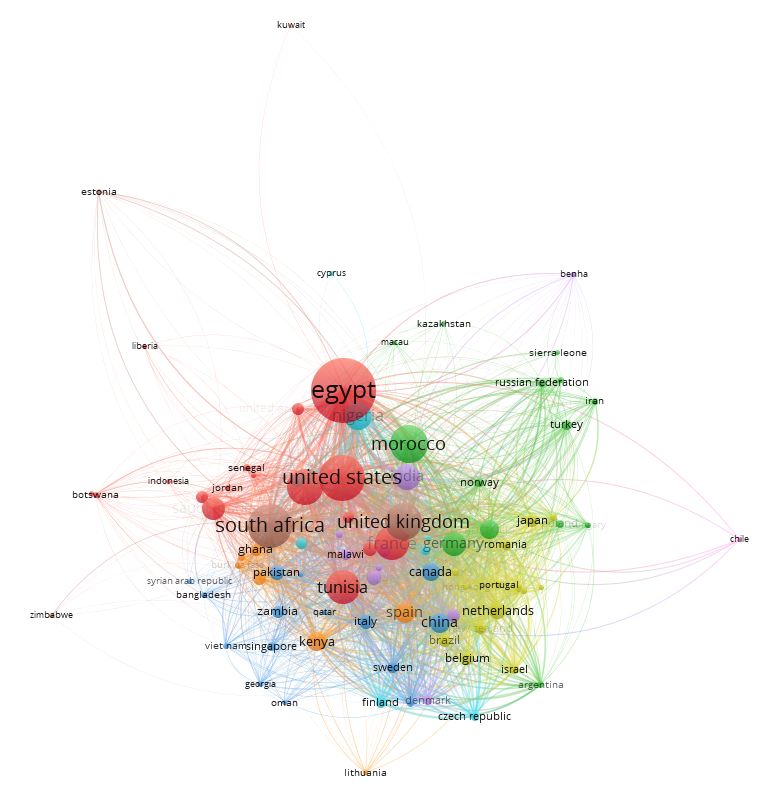 kuwait
estonia
cyprus
benha
kazakhstan
macau
liberia
sierra leone
egypt
russian federation
iran
nigeria
turkey
morocco
senegal
united states
india
indonesia
norway
jordan
botswana
south africa
united kingdom
japan
chile
france
germany
romania
ghana
malawi
pakistan
canada
syrian arab republic
tunisia
portugal
bangladesh
zambia
qatar
spain
netherlands
zimbabwe
italy
china
kenya
brazil
vietnam
singapore
belgium
sweden
israel
georgia
argentina
oman
finland
denmark
czech republic
lithuania